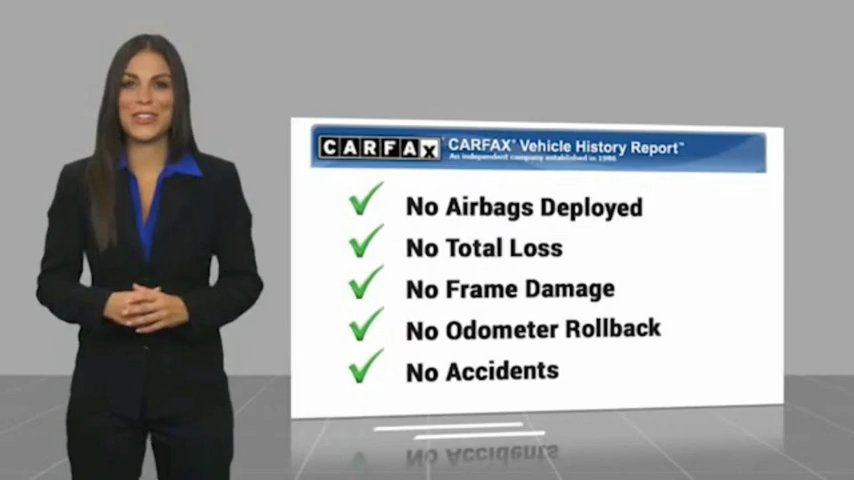 CARFAX CARFAX® Vehicle History Report™
An independent company established in 1986
No Airbags Deployed
No Total Loss
No Frame Damage
No Odometer Rollback
No Accidents
No Accidents